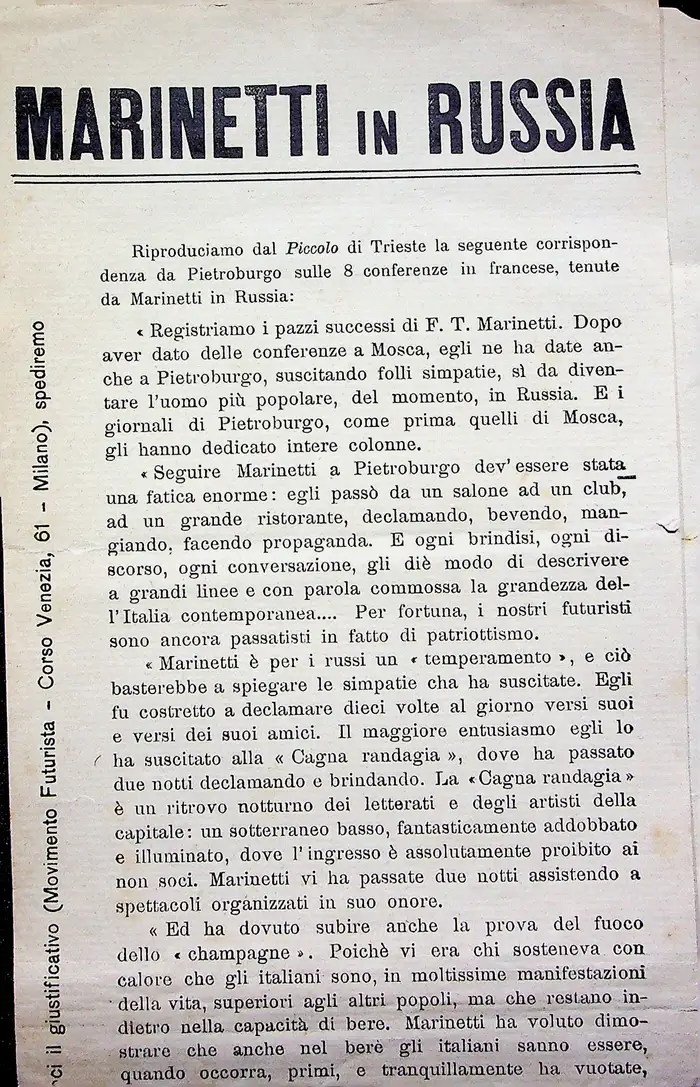 MARINETTI IN RUSSIA
Riproduciamo dal Piccolo di Trieste la seguente corrispon-
denza da Pietroburgo sulle 8 conferenze in francese, tenute
da Marinetti in Russia:
« Registriamo i pazzi successi di F. T. Marinetti. Dopo
aver dato delle conferenze a Mosca, egli ne ha date an-
che a Pietroburgo, suscitando folli simpatie, sì da diven-
tare l'uomo più popolare, del momento, in Russia. E i
giornali di Pietroburgo, come prima quelli di Mosca,
gli hanno dedicato intere colonne.
« Seguire Marinetti a Pietroburgo dev'essere stata
una fatica enorme: egli passò da un salone ad un club,
ad un grande ristorante, declamando, bevendo, man-
giando, facendo propaganda. E ogni brindisi, ogni di-
scorso, ogni conversazione, gli diè modo di descrivere
a grandi linee e con parola commossa la grandezza del-
l'Italia contemporanea.... Per fortuna, i nostri futuristi
sono ancora passatisti in fatto di patriottismo.
« Marinetti è per i russi un « temperamento », e ciò
basterebbe a spiegare le simpatie cha ha suscitate. Egli
fu costretto a declamare dieci volte al giorno versi suoi
e versi dei suoi amici. Il maggiore entusiasmo egli lo
ha suscitato alla « Cagna randagia », dove ha passato
due notti declamando e brindando. La « Cagna randagia »
è un ritrovo notturno dei letterati e degli artisti della
capitale: un sotterraneo basso, fantasticamente addobbato
e illuminato, dove l'ingresso è assolutamente proibito ai
non soci. Marinetti vi ha passate due notti assistendo a
spettacoli organizzati in suo onore.
« Ed ha dovuto subire anche la prova del fuoco
dello « champagne ». Poichè vi era chi sosteneva con
calore che gli italiani sono, in moltissime manifestazioni
della vita, superiori agli altri popoli, ma che restano in-
dietro nella capacità di bere. Marinetti ha voluto dimo-
strare che anche nel bere gli italiani sanno essere,
quando occorra, primi, e tranquillamente ha vuotate,
il giustificativo (Movimento Futurista - Corso Venezia, 61 - Milano), spediremo